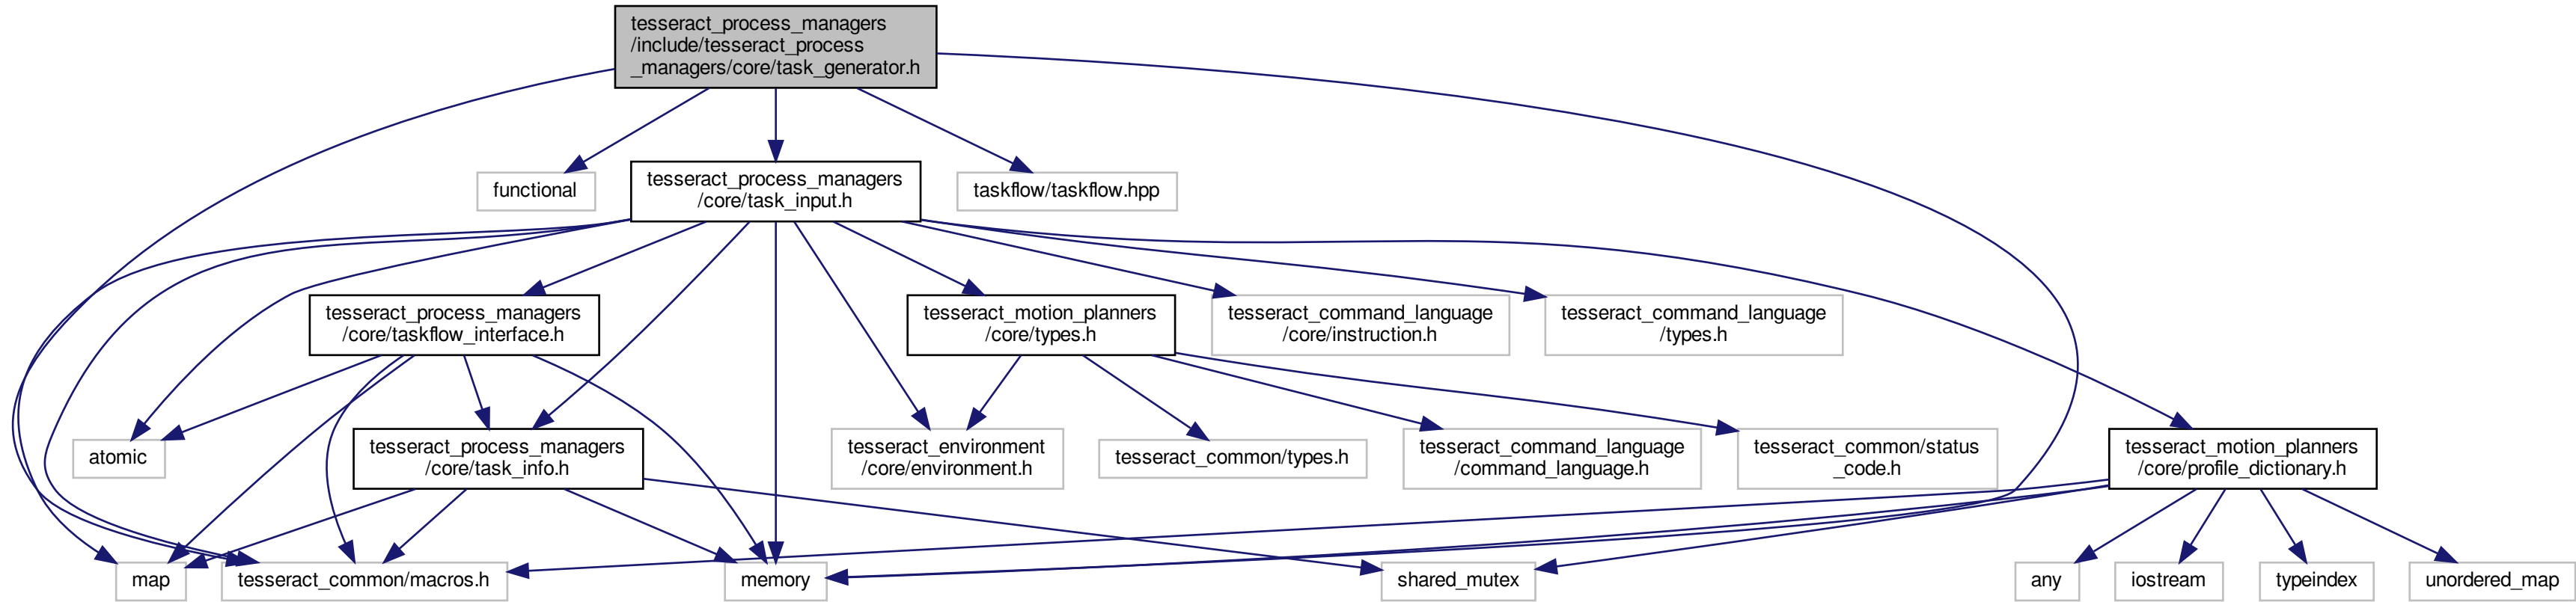 tesseract_process_managers
/include/tesseract_process
_managers/core/task_generator.h
functional
tesseract_process_managers
/core/task_input.h
taskflow/taskflow.hpp
tesseract_process_managers
/core/taskflow_interface.h
tesseract_motion_planners
/core/types.h
tesseract_command_language
/core/instruction.h
tesseract_command_language
/types.h
atomic
tesseract_process_managers
/core/task_info.h
tesseract_environment
/core/environment.h
tesseract_common/types.h
tesseract_command_language
/command_language.h
tesseract_common/status
_code.h
tesseract_motion_planners
/core/profile_dictionary.h
map
tesseract_common/macros.h
memory
shared_mutex
any
iostream
typeindex
unordered_map